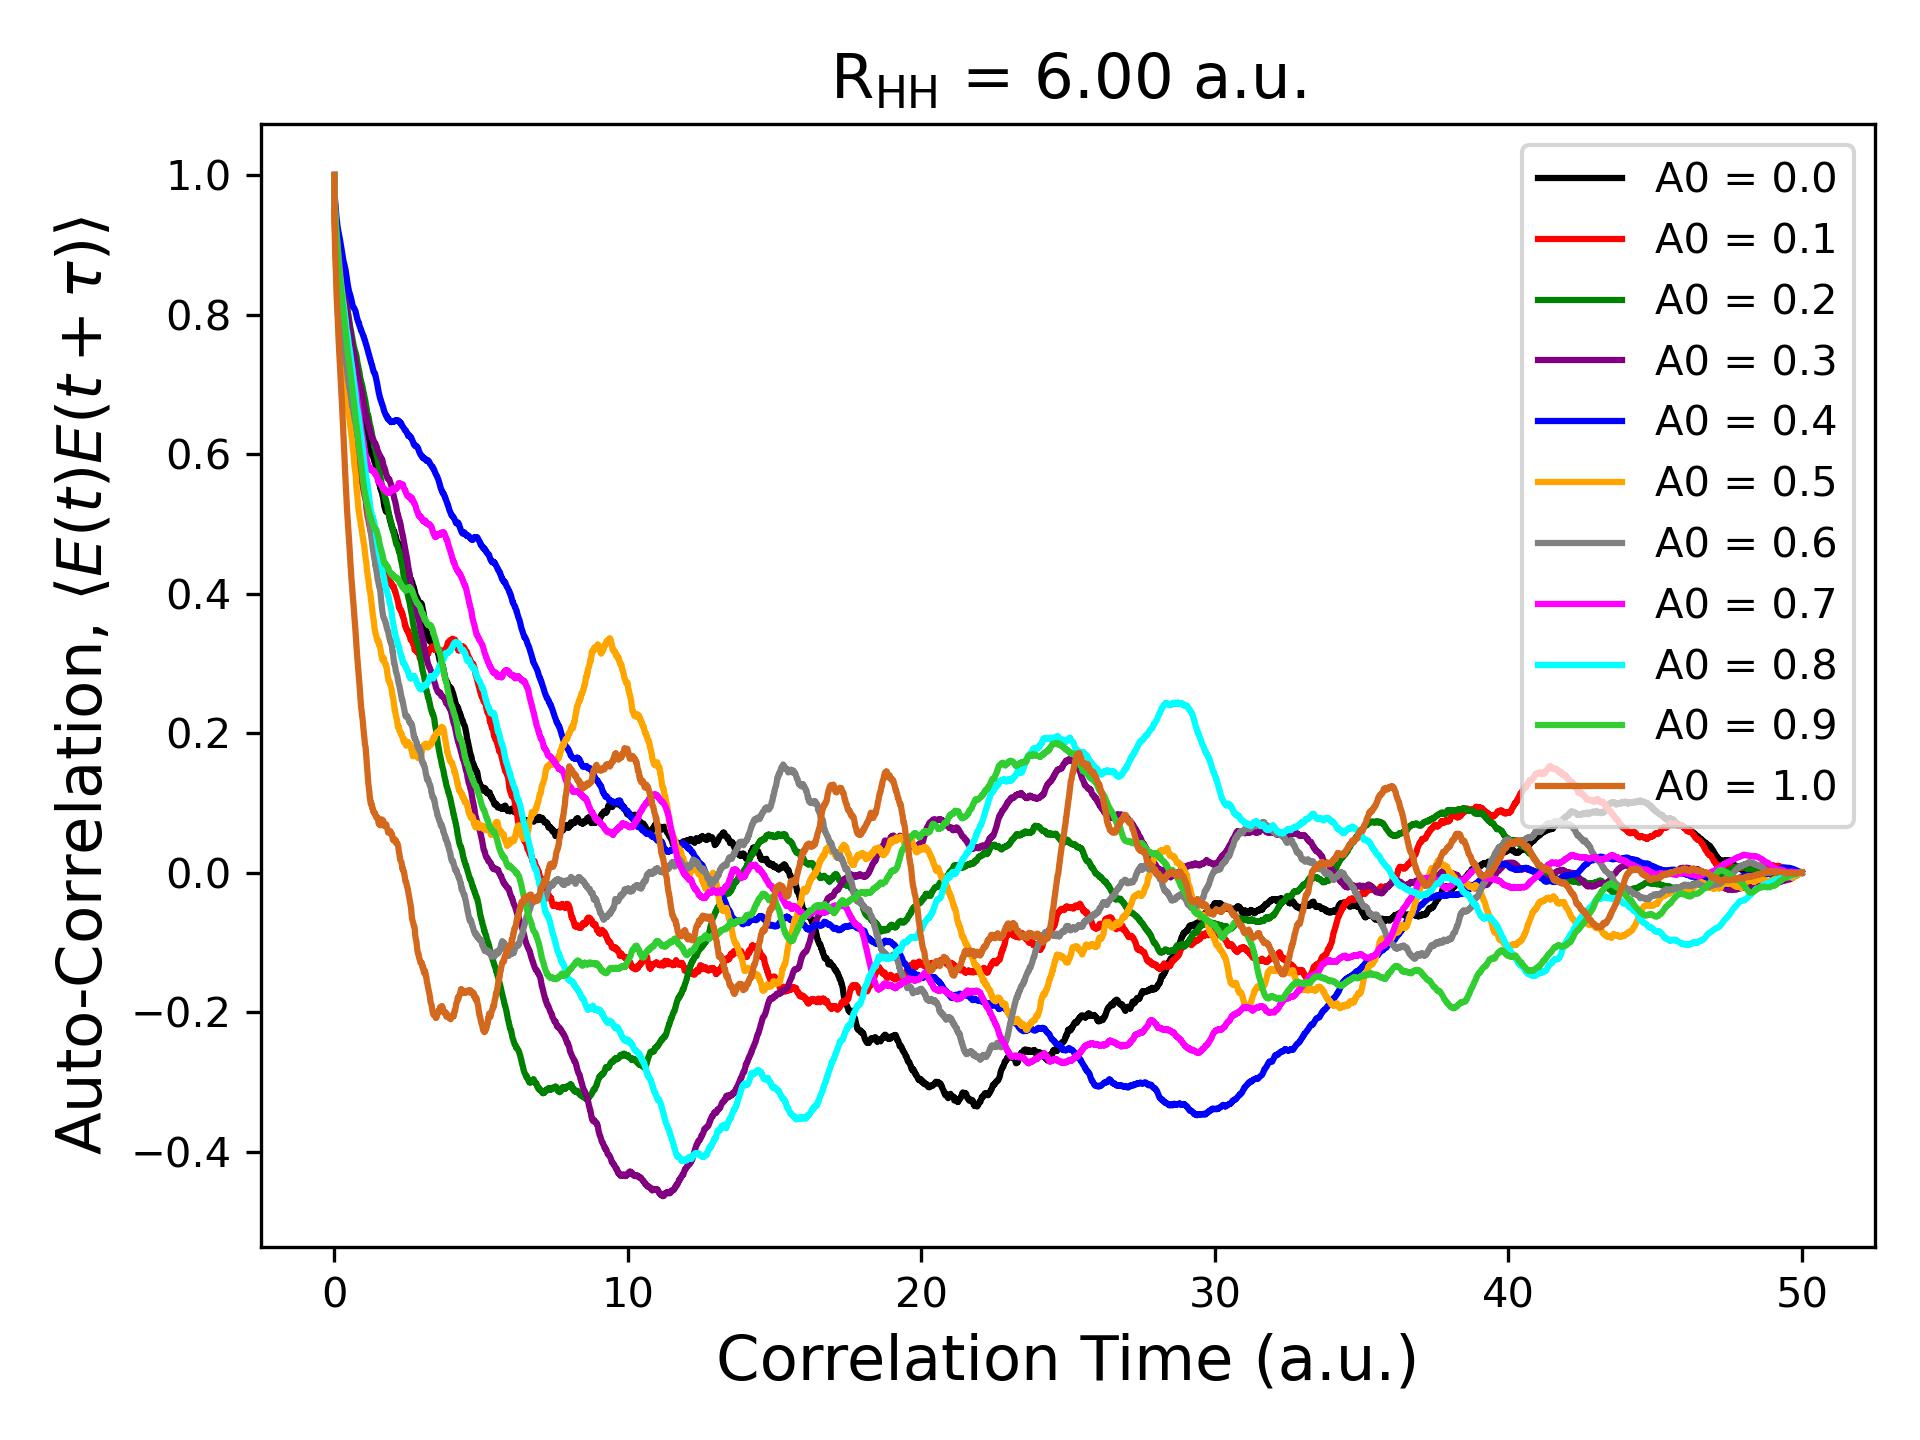 R_HH = 6.00 a.u.
Auto-Correlation, ⟨E(t)E(t + τ)⟩
1.0
0.8
0.6
0.4
0.2
0.0
−0.2
−0.4
A0 = 0.0
A0 = 0.1
A0 = 0.2
A0 = 0.3
A0 = 0.4
A0 = 0.5
A0 = 0.6
A0 = 0.7
A0 = 0.8
A0 = 0.9
A0 = 1.0
0 10 20 30 40 50
Correlation Time (a.u.)